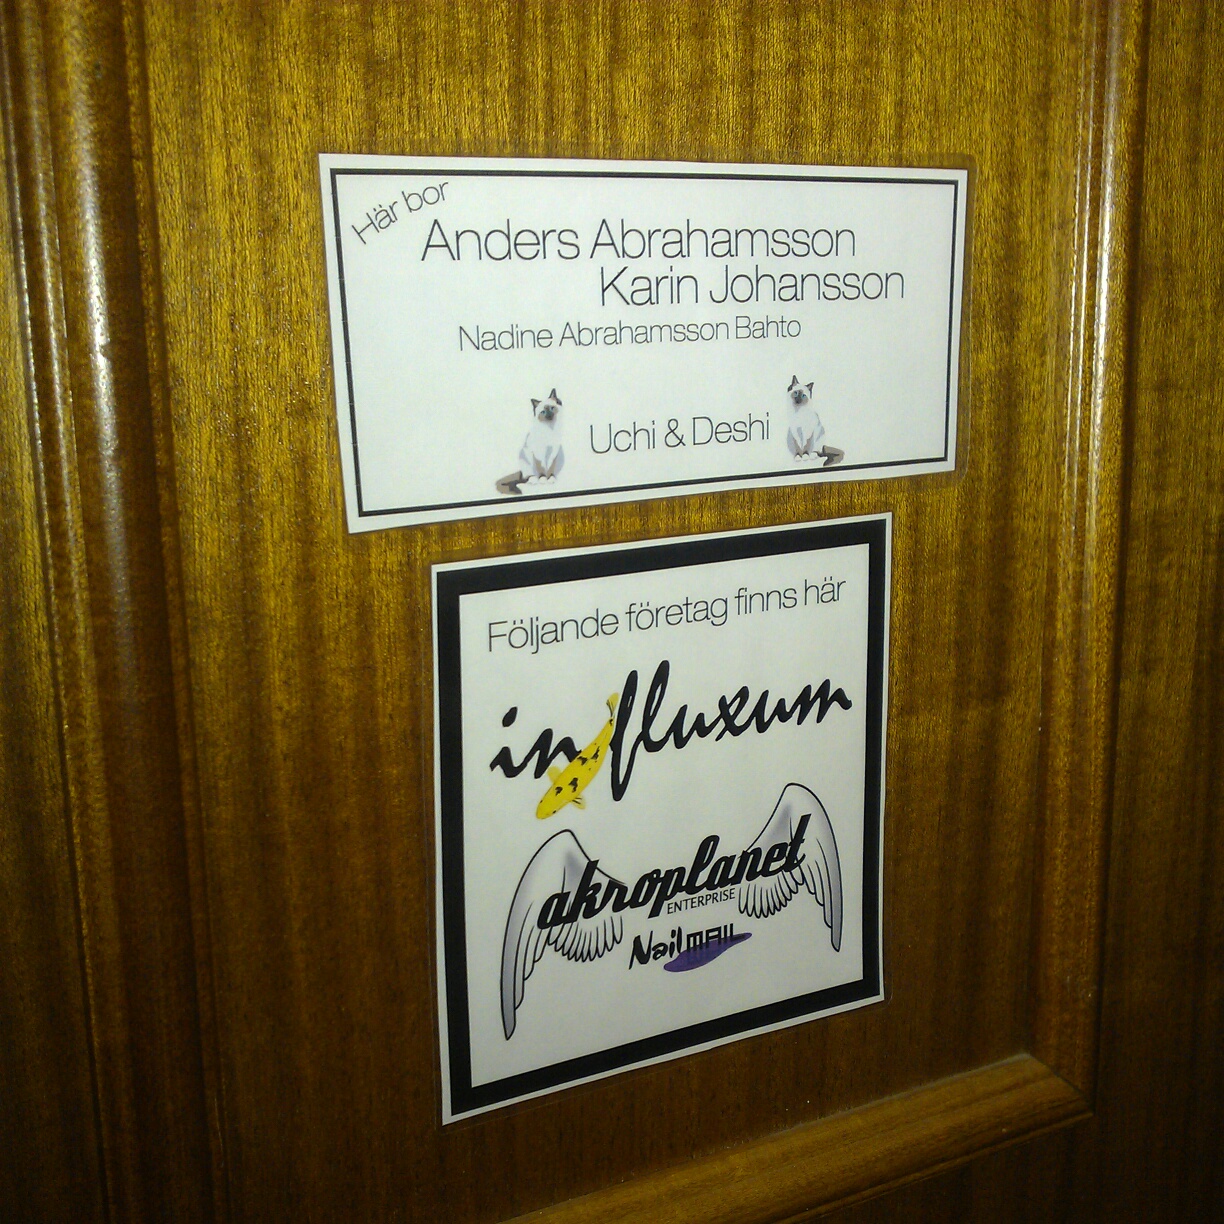 Här bor
Anders Abrahamsson
Karin Johansson
Nadine Abrahamsson Bahto
Uchi & Deshi
Följande företag finns här
influxum
akroplanet
ENTERPRISE
NailMAIL